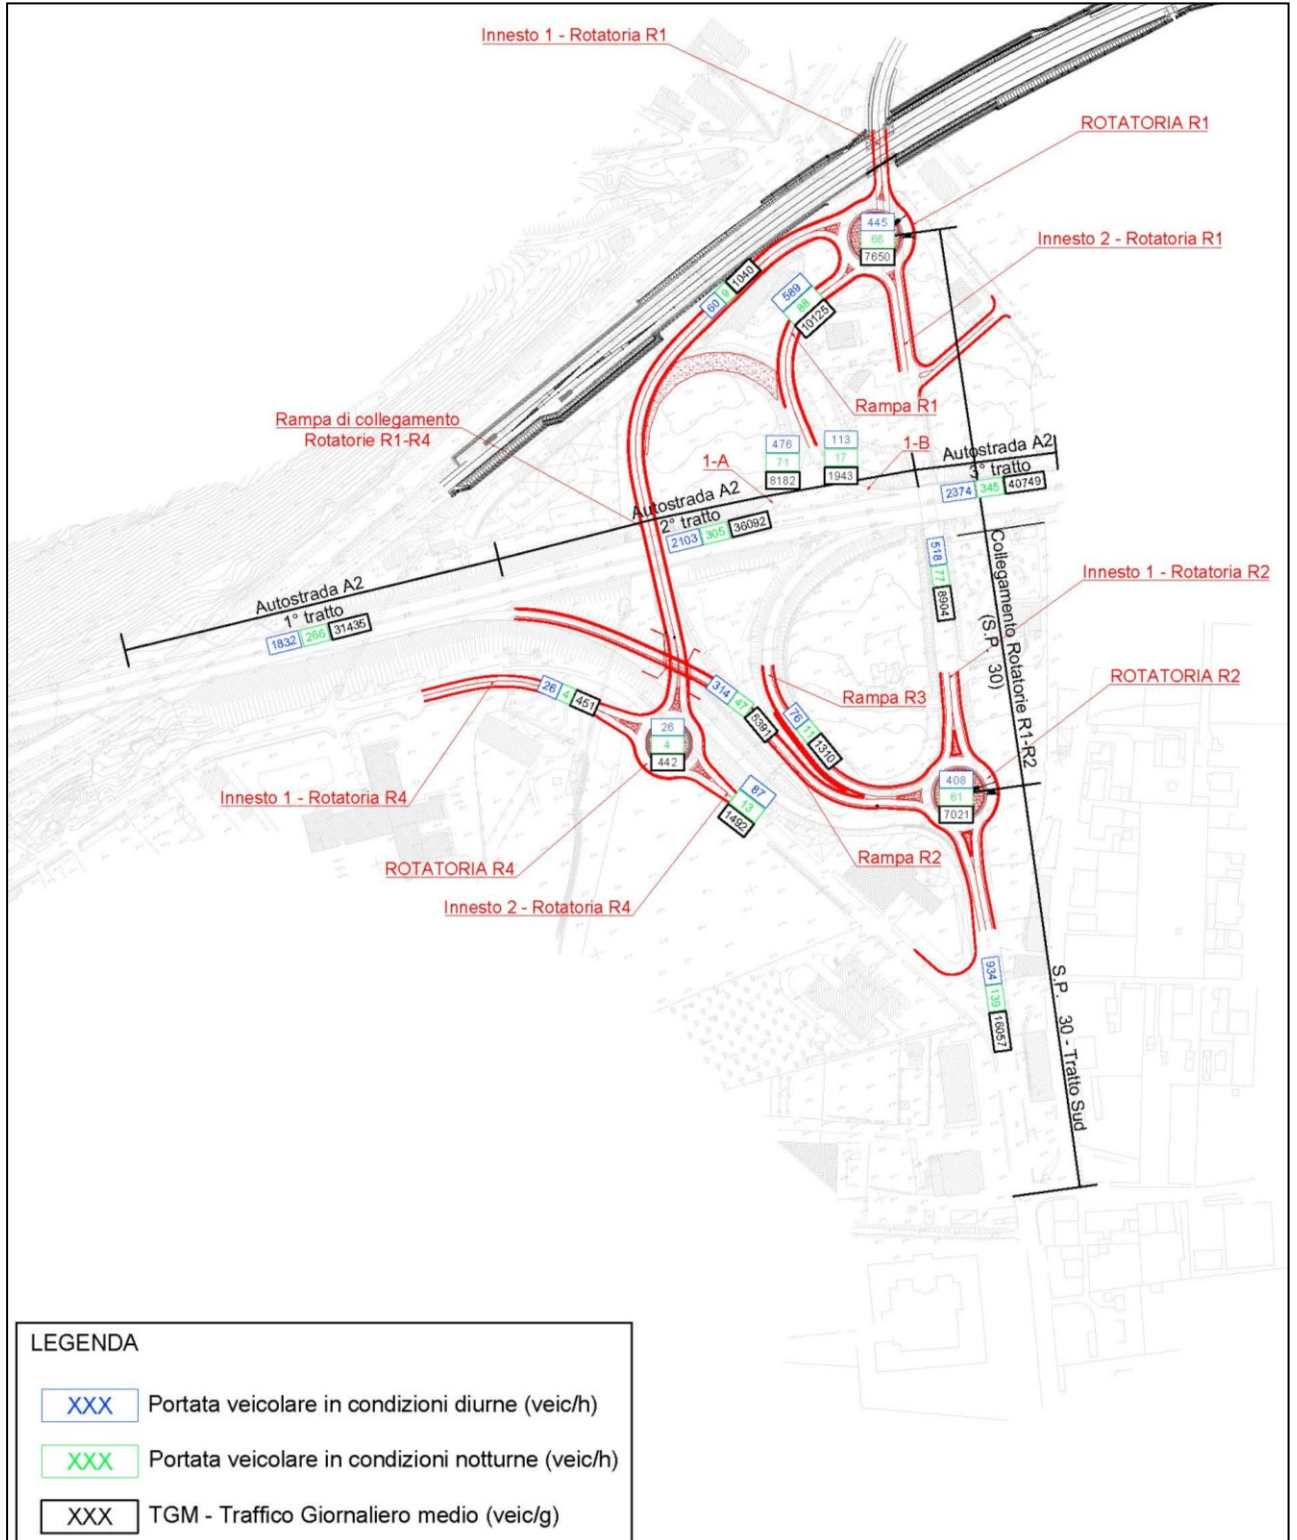 Innesto 1 - Rotatoria R1
ROTATORIA R1
445
66
7650
Innesto 2 - Rotatoria R1
60 9 1040
589
88
10125
Rampa R1
Rampa di collegamento
Rotatorie R1-R4
476
71
8182
113
17
1943
1-A
1-B
Autostrada A2
3° tratto
2374 345 40749
Autostrada A2
2° tratto
2103 305 36092
Autostrada A2
1° tratto
1832 266 31435
518 77 8904
Collegamento Rotatorie R1-R2
(S.P. 30)
Innesto 1 - Rotatoria R2
ROTATORIA R2
Rampa R3
26 4 451
314 47 5391
76 11 1310
26
4
442
408
61
7021
87
13
1492
Innesto 1 - Rotatoria R4
ROTATORIA R4
Rampa R2
Innesto 2 - Rotatoria R4
934 139 16057
S.P. 30 - Tratto Sud
LEGENDA
XXX Portata veicolare in condizioni diurne (veic/h)
XXX Portata veicolare in condizioni notturne (veic/h)
XXX TGM - Traffico Giornaliero medio (veic/g)